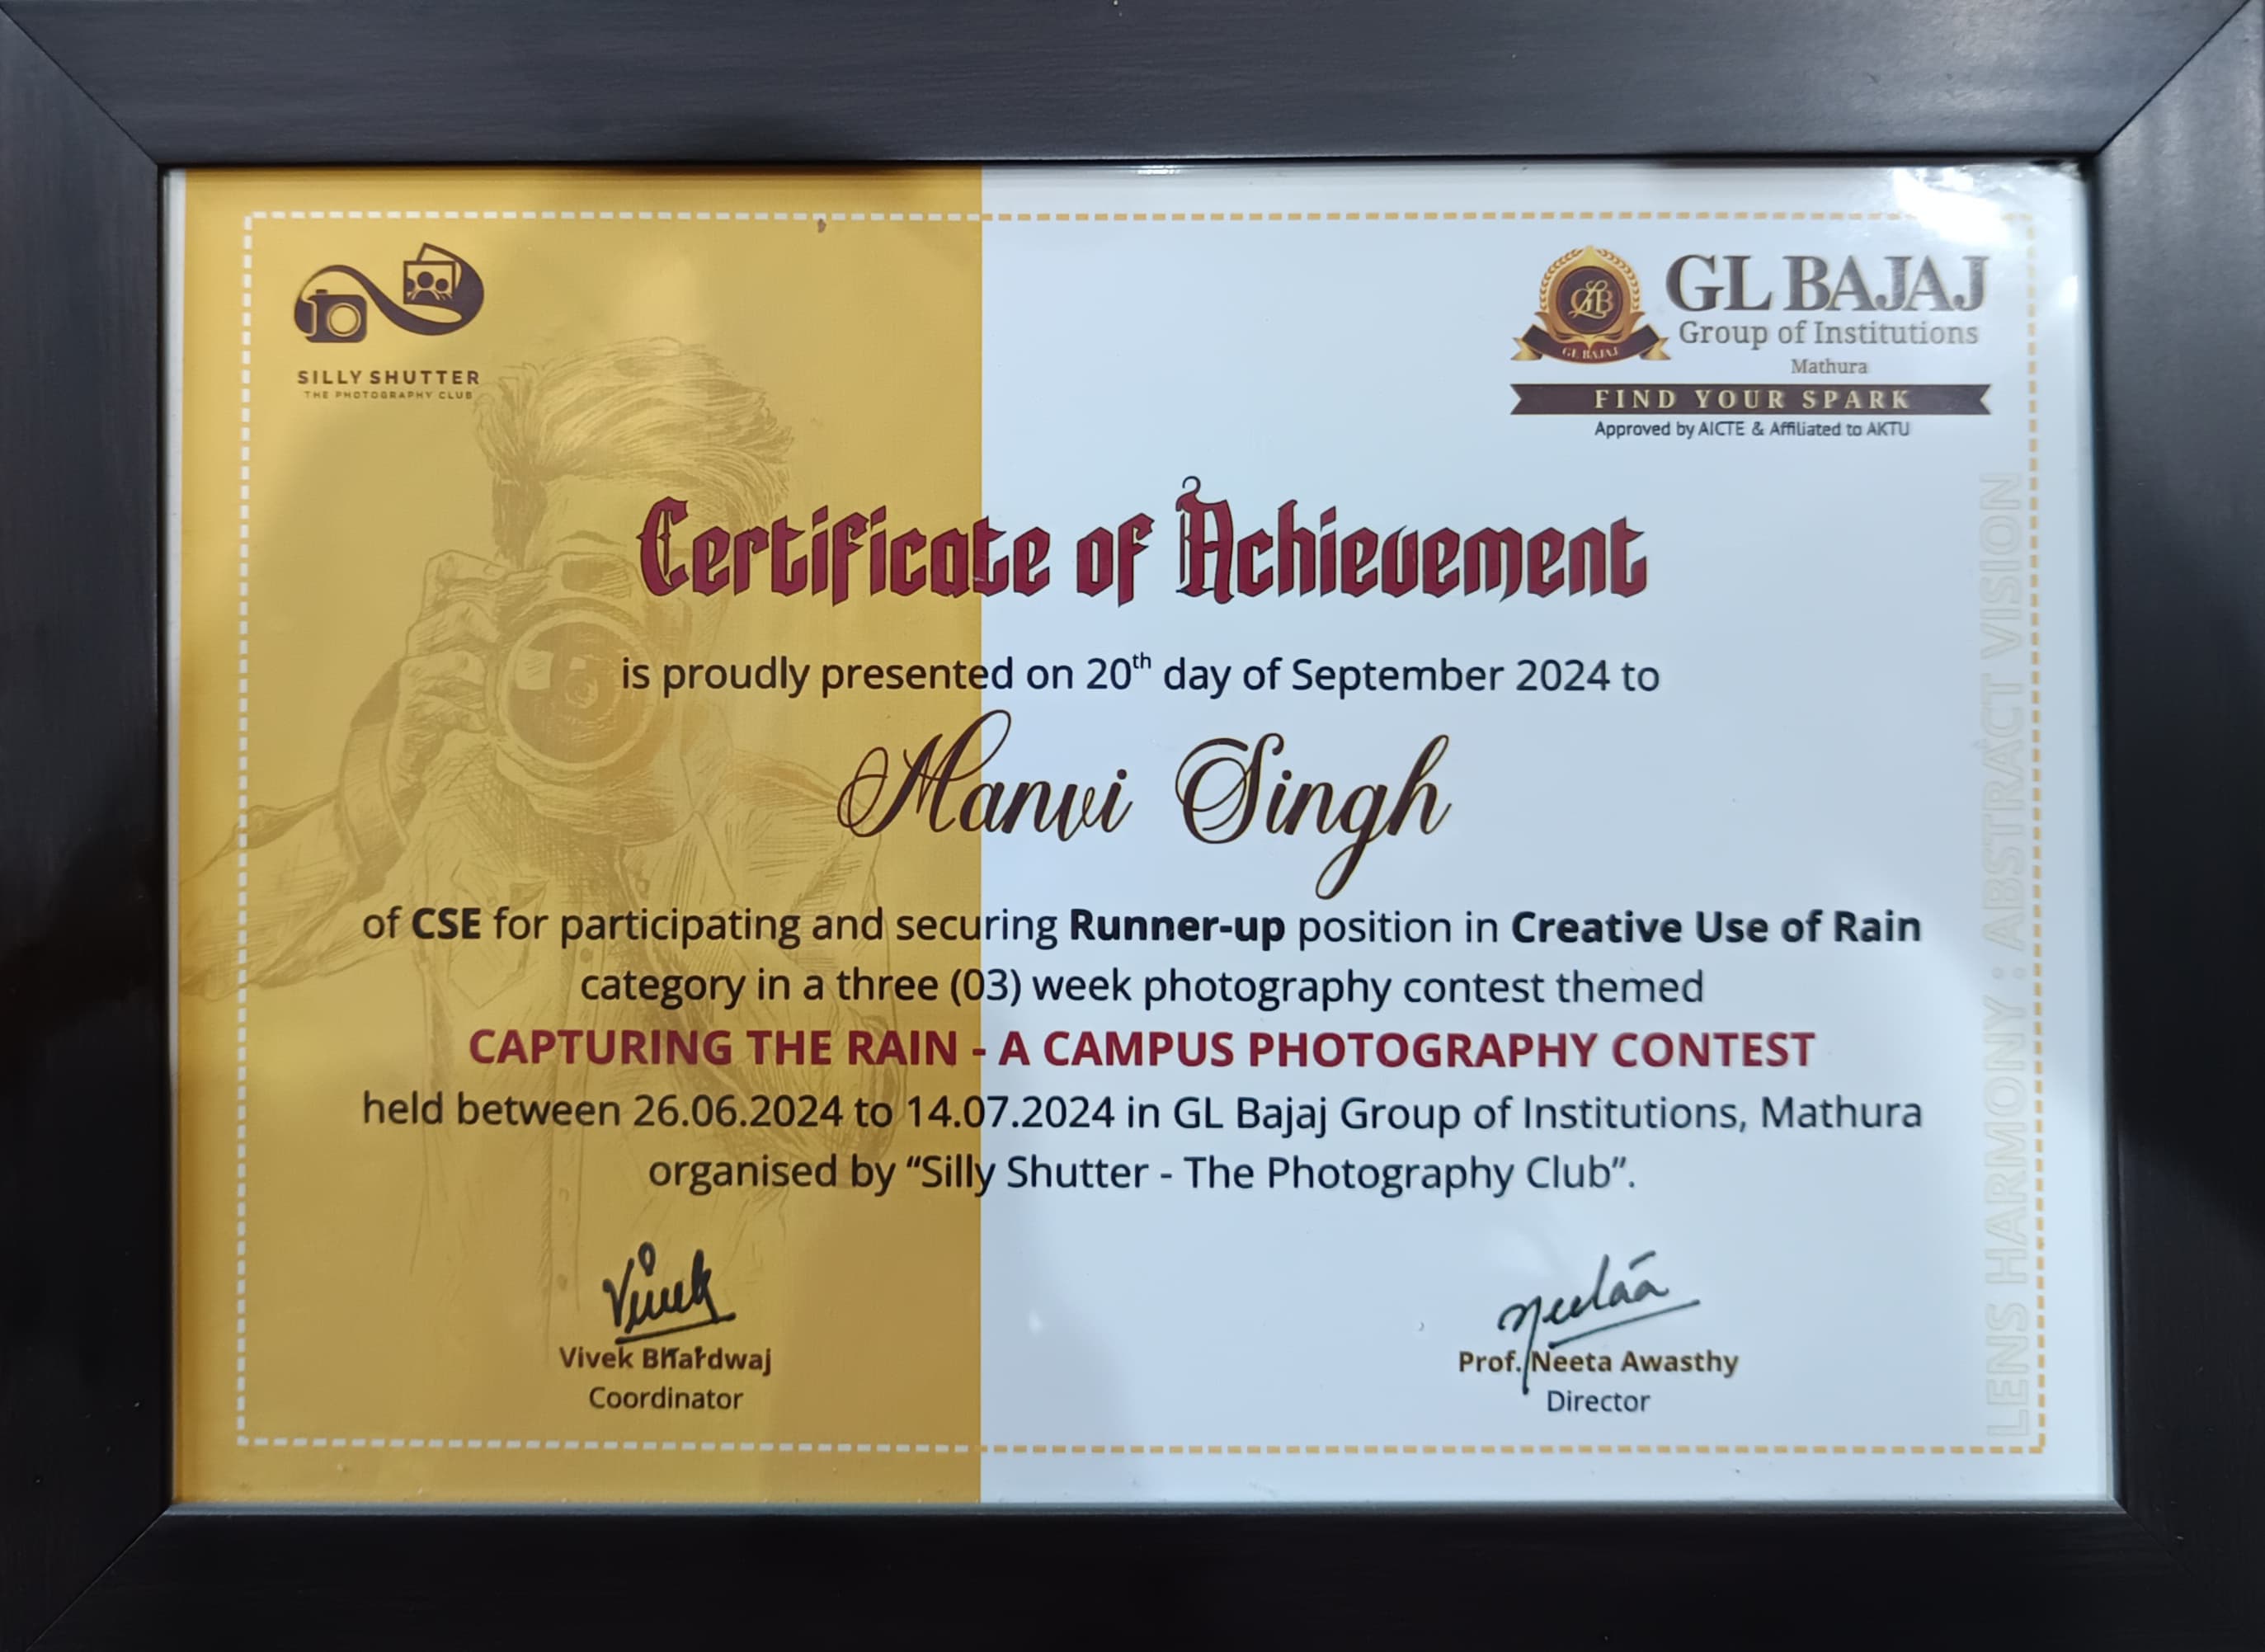 SILLY SHUTTER
THE PHOTOGRAPHY CLUB
GLB
GL BAJAJ
GL BAJAJ
Group of Institutions
Mathura
FIND YOUR SPARK
Approved by AICTE & Affiliated to AKTU
Certificate of Achievement
is proudly presented on 20th day of September 2024 to
Manvi Singh
of CSE for participating and securing Runner-up position in Creative Use of Rain
category in a three (03) week photography contest themed
CAPTURING THE RAIN - A CAMPUS PHOTOGRAPHY CONTEST
held between 26.06.2024 to 14.07.2024 in GL Bajaj Group of Institutions, Mathura
organised by “Silly Shutter - The Photography Club”.
Vivek
Vivek Bhardwaj
Coordinator
Neetaa
Prof. Neeta Awasthy
Director
LENS HARMONY : ABSTRACT VISION